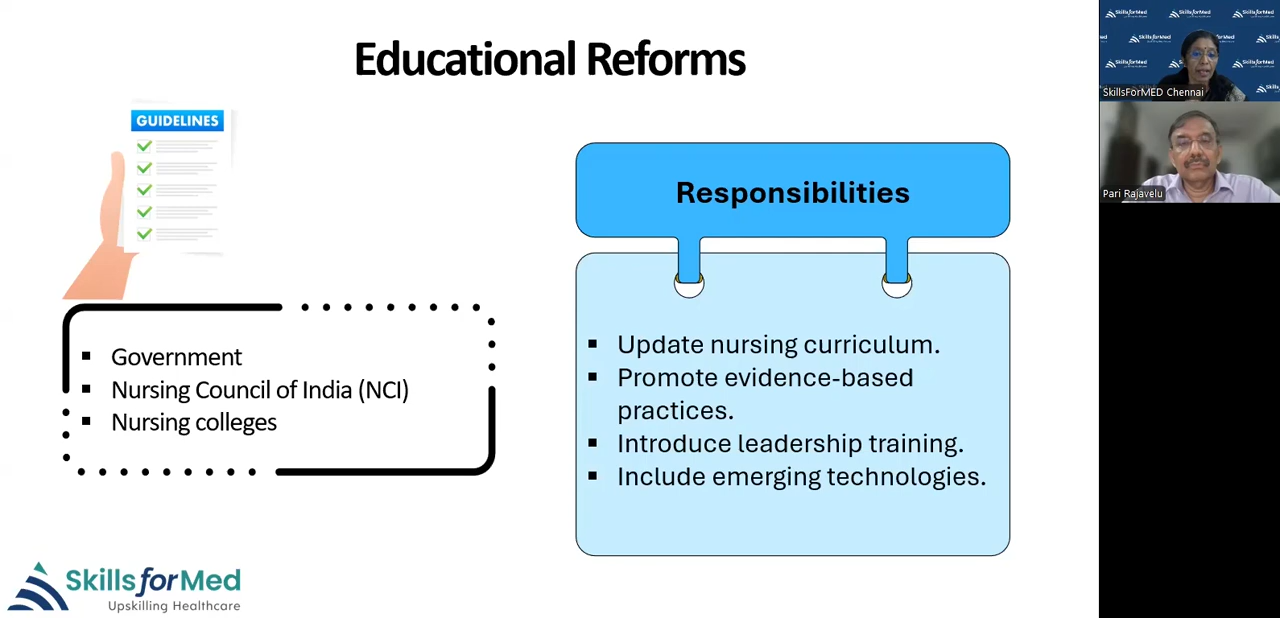 Educational Reforms
GUIDELINES
Government
Nursing Council of India (NCI)
Nursing colleges
Responsibilities
Update nursing curriculum.
Promote evidence-based
practices.
Introduce leadership training.
Include emerging technologies.
SkillsforMed
Upskilling Healthcare
SkillsForMED Chennai
Pari Rajavelu